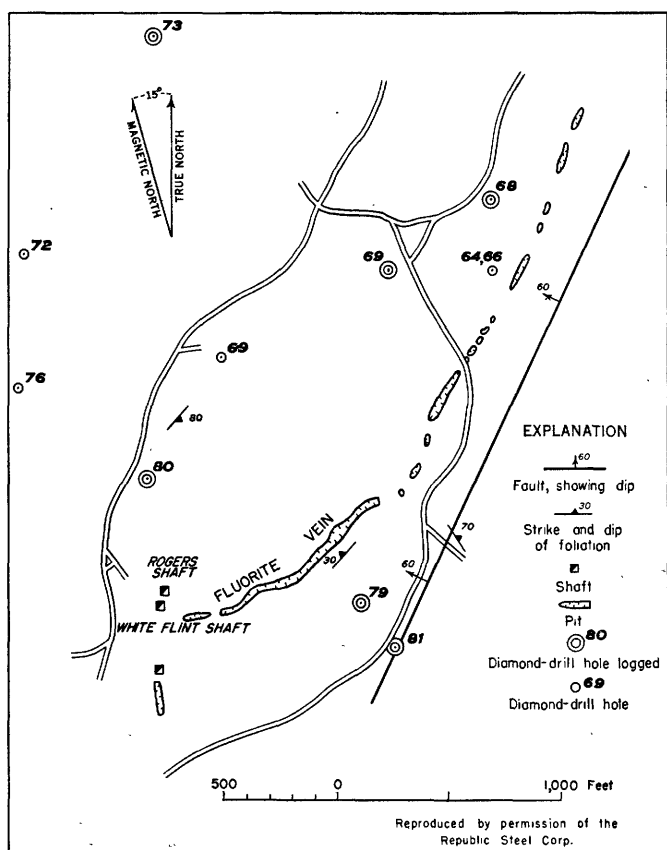 73
15°
MAGNETIC NORTH
TRUE NORTH
68
72
69
64,66
60
69
76
80
80
EXPLANATION
60
Fault, showing dip
30
Strike and dip
of foliation
Shaft
Pit
80
Diamond-drill hole logged
69
Diamond-drill hole
FLUORITE VEIN
30
70
60
ROGERS
SHAFT
WHITE FLINT SHAFT
79
81
500 0 1,000 Feet
Reproduced by permission of the
Republic Steel Corp.